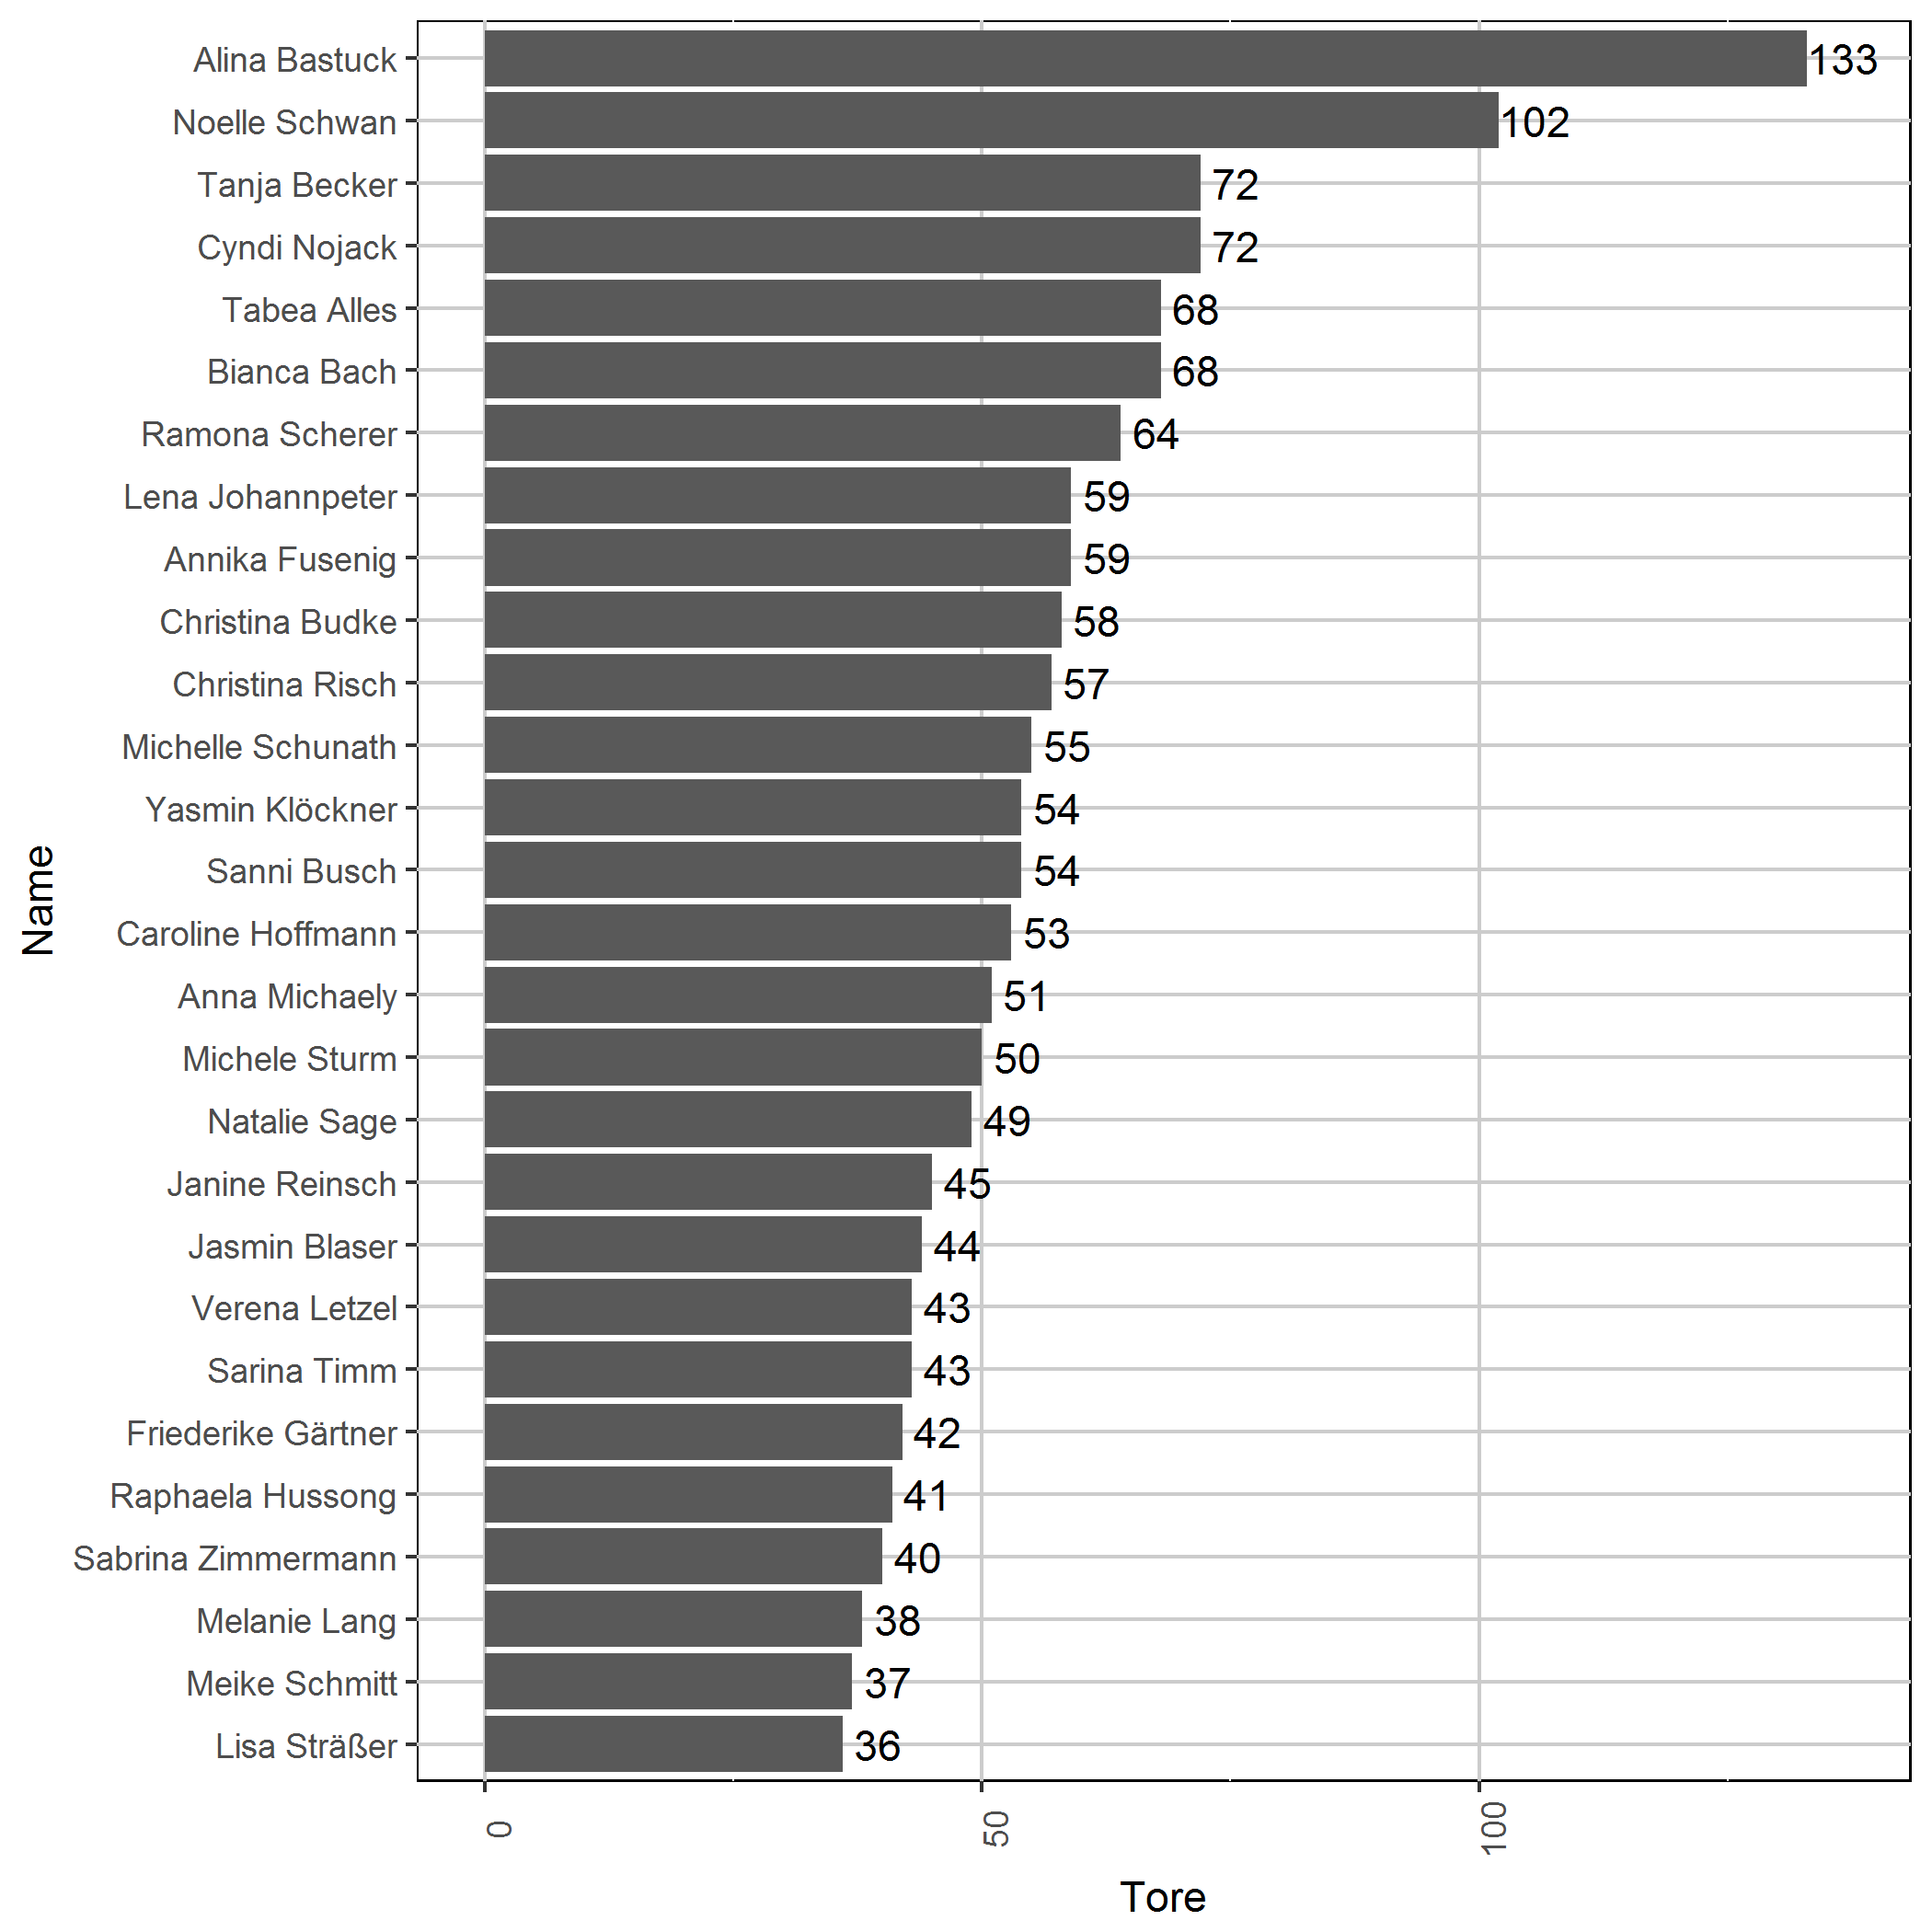 Alina Bastuck 133
Noelle Schwan 102
Tanja Becker 72
Cyndi Nojack 72
Tabea Alles 68
Bianca Bach 68
Ramona Scherer 64
Lena Johannpeter 59
Annika Fusenig 59
Christina Budke 58
Christina Risch 57
Michelle Schunath 55
Yasmin Klöckner 54
Sanni Busch 54
Caroline Hoffmann 53
Anna Michaely 51
Michele Sturm 50
Natalie Sage 49
Janine Reinsch 45
Jasmin Blaser 44
Verena Letzel 43
Sarina Timm 43
Friederike Gärtner 42
Raphaela Hussong 41
Sabrina Zimmermann 40
Melanie Lang 38
Meike Schmitt 37
Lisa Sträßer 36
Name
0 50 100
Tore